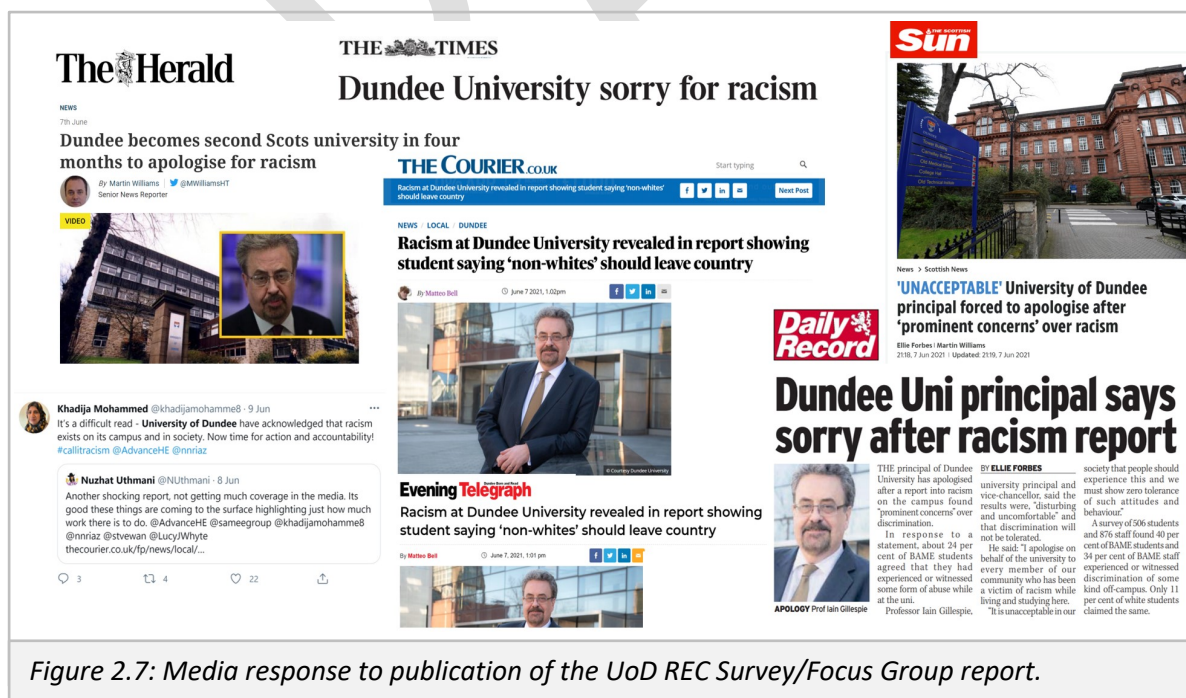 The Herald
NEWS
7th June
Dundee becomes second Scots university in four
months to apologise for racism
By Martin Williams | @MWilliamsHT
Senior News Reporter
VIDEO
THE TIMES
Dundee University sorry for racism
THE COURIER.CO.UK
Start typing
Racism at Dundee University revealed in report showing student saying 'non-whites'
should leave country
Next Post
NEWS / LOCAL / DUNDEE
Racism at Dundee University revealed in report showing
student saying 'non-whites' should leave country
By Matteo Bell
June 7 2021, 1.02pm
© Courtesy Dundee University
Evening Telegraph
Racism at Dundee University revealed in report showing
student saying 'non-whites' should leave country
By Matteo Bell
June 7, 2021, 1:01 pm
THE SCOTTISH
Sun
News > Scottish News
'UNACCEPTABLE' University of Dundee
principal forced to apologise after
'prominent concerns' over racism
Ellie Forbes | Martin Williams
21:18, 7 Jun 2021 | Updated: 21:19, 7 Jun 2021
Khadija Mohammed @khadijamohamme8 · 9 Jun
It's a difficult read - University of Dundee have acknowledged that racism
exists on its campus and in society. Now time for action and accountability!
#callitracism @AdvanceHE @nnriaz
Nuzhat Uthmani @NUthmani · 8 Jun
Another shocking report, not getting much coverage in the media. Its
good these things are coming to the surface highlighting just how much
work there is to do. @AdvanceHE @sameegroup @khadijamohamme8
@nnriaz @stvewan @LucyJWhyte
thecourier.co.uk/fp/news/local/...
3
4
22
Daily
Record
Dundee Uni principal says
sorry after racism report
APOLOGY Prof Iain Gillespie
THE principal of Dundee
University has apologised
after a report into racism
on the campus found
"prominent concerns" over
discrimination.
In response to a
statement, about 24 per
cent of BAME students
agreed that they had
experienced or witnessed
some form of abuse while
at the uni.
Professor Iain Gillespie,
BY ELLIE FORBES
university principal and
vice-chancellor, said the
results were, "disturbing
and uncomfortable" and
that discrimination will
not be tolerated.
He said: "I apologise on
behalf of the university to
every member of our
community who has been
a victim of racism while
living and studying here.
"It is unacceptable in our
society that people should
experience this and we
must show zero tolerance
of such attitudes and
behaviour."
A survey of 506 students
and 876 staff found 40 per
cent of BAME students and
34 per cent of BAME staff
experienced or witnessed
discrimination of some
kind off-campus. Only 11
per cent of white students
claimed the same.
Figure 2.7: Media response to publication of the UoD REC Survey/Focus Group report.